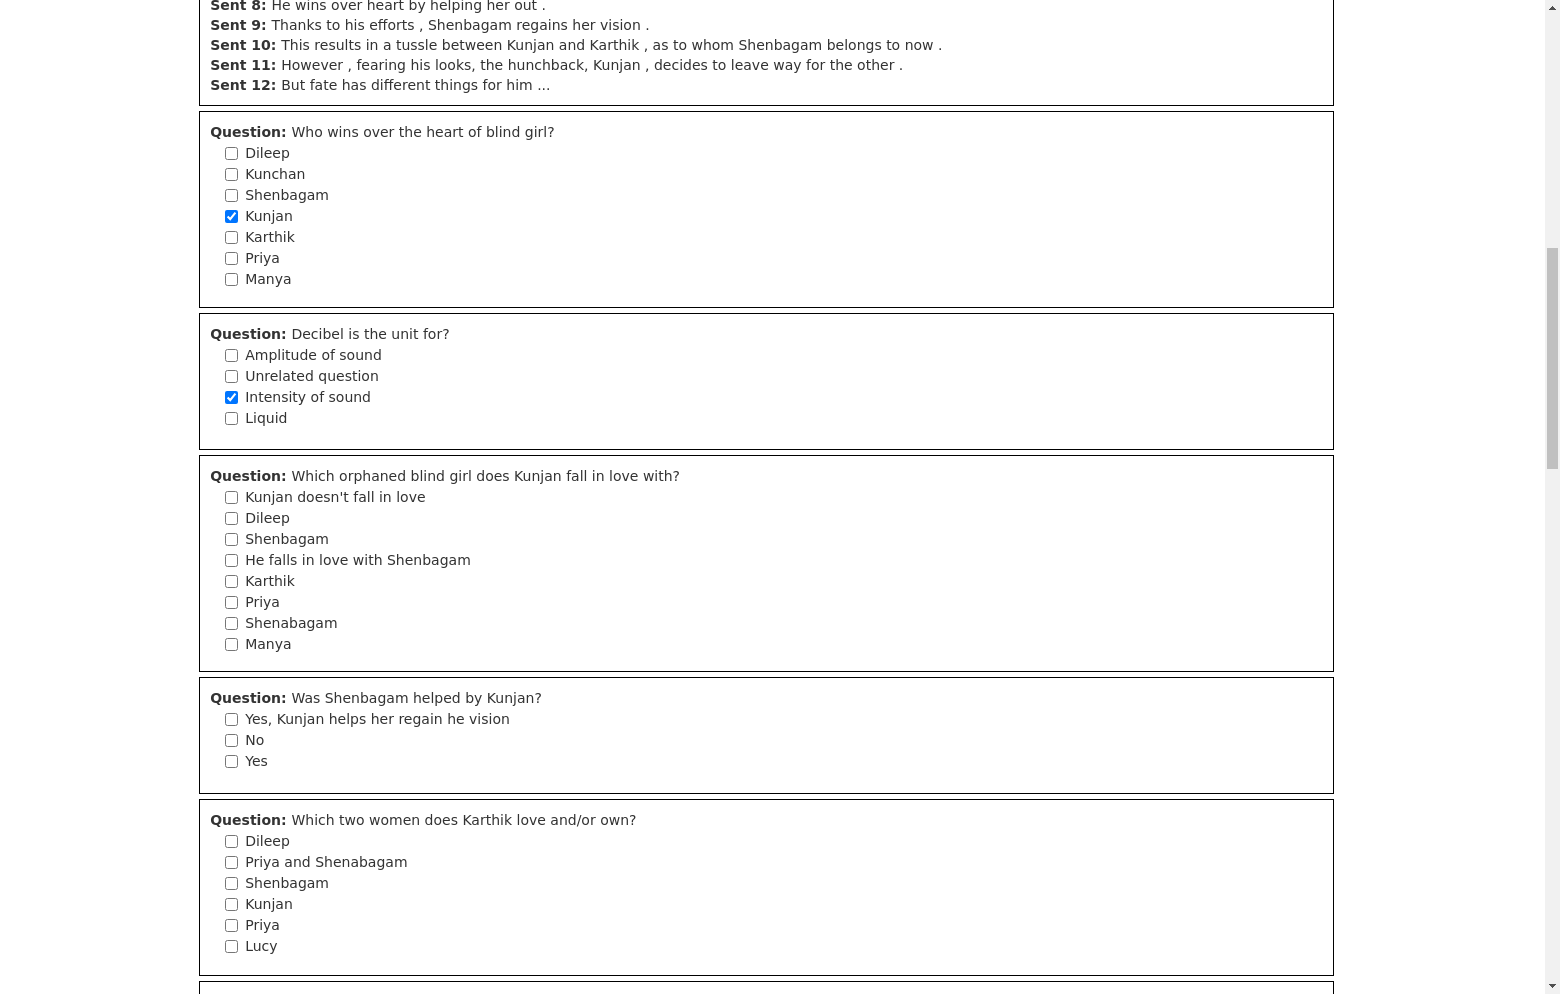 Sent 8: He wins over heart by helping her out .
Sent 9: Thanks to his efforts , Shenbagam regains her vision .
Sent 10: This results in a tussle between Kunjan and Karthik , as to whom Shenbagam belongs to now .
Sent 11: However , fearing his looks, the hunchback, Kunjan , decides to leave way for the other .
Sent 12: But fate has different things for him ...
Question: Who wins over the heart of blind girl?
Dileep
Kunchan
Shenbagam
Kunjan
Karthik
Priya
Manya
Question: Decibel is the unit for?
Amplitude of sound
Unrelated question
Intensity of sound
Liquid
Question: Which orphaned blind girl does Kunjan fall in love with?
Kunjan doesn't fall in love
Dileep
Shenbagam
He falls in love with Shenbagam
Karthik
Priya
Shenabagam
Manya
Question: Was Shenbagam helped by Kunjan?
Yes, Kunjan helps her regain he vision
No
Yes
Question: Which two women does Karthik love and/or own?
Dileep
Priya and Shenabagam
Shenbagam
Kunjan
Priya
Lucy